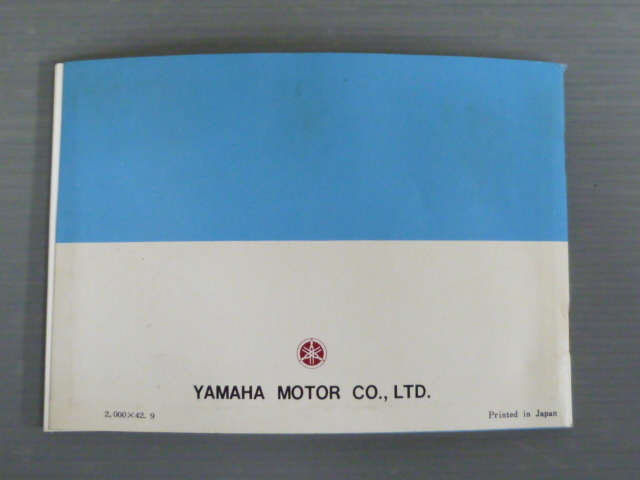 YAMAHA MOTOR CO., LTD.
2,000×42. 9
Printed in Japan